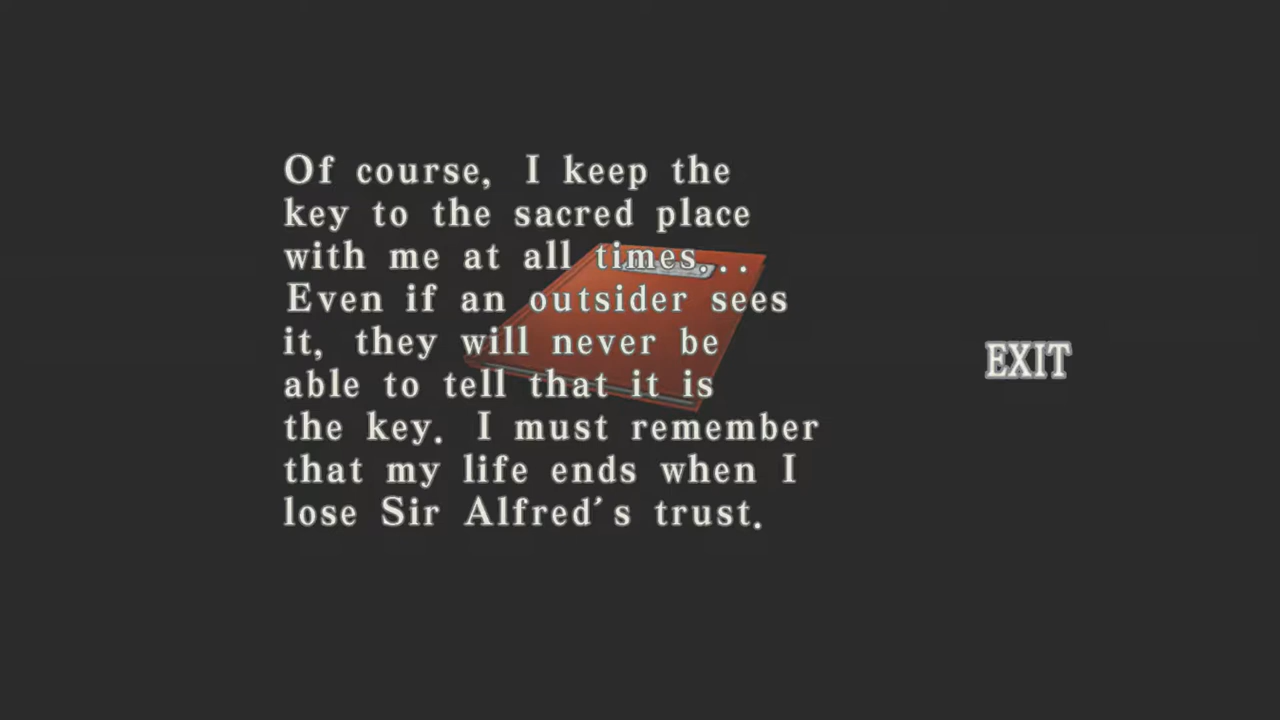 Of course, I keep the
key to the sacred place
with me at all times...
Even if an outsider sees
it, they will never be
able to tell that it is
the key. I must remember
that my life ends when I
lose Sir Alfred's trust.
EXIT